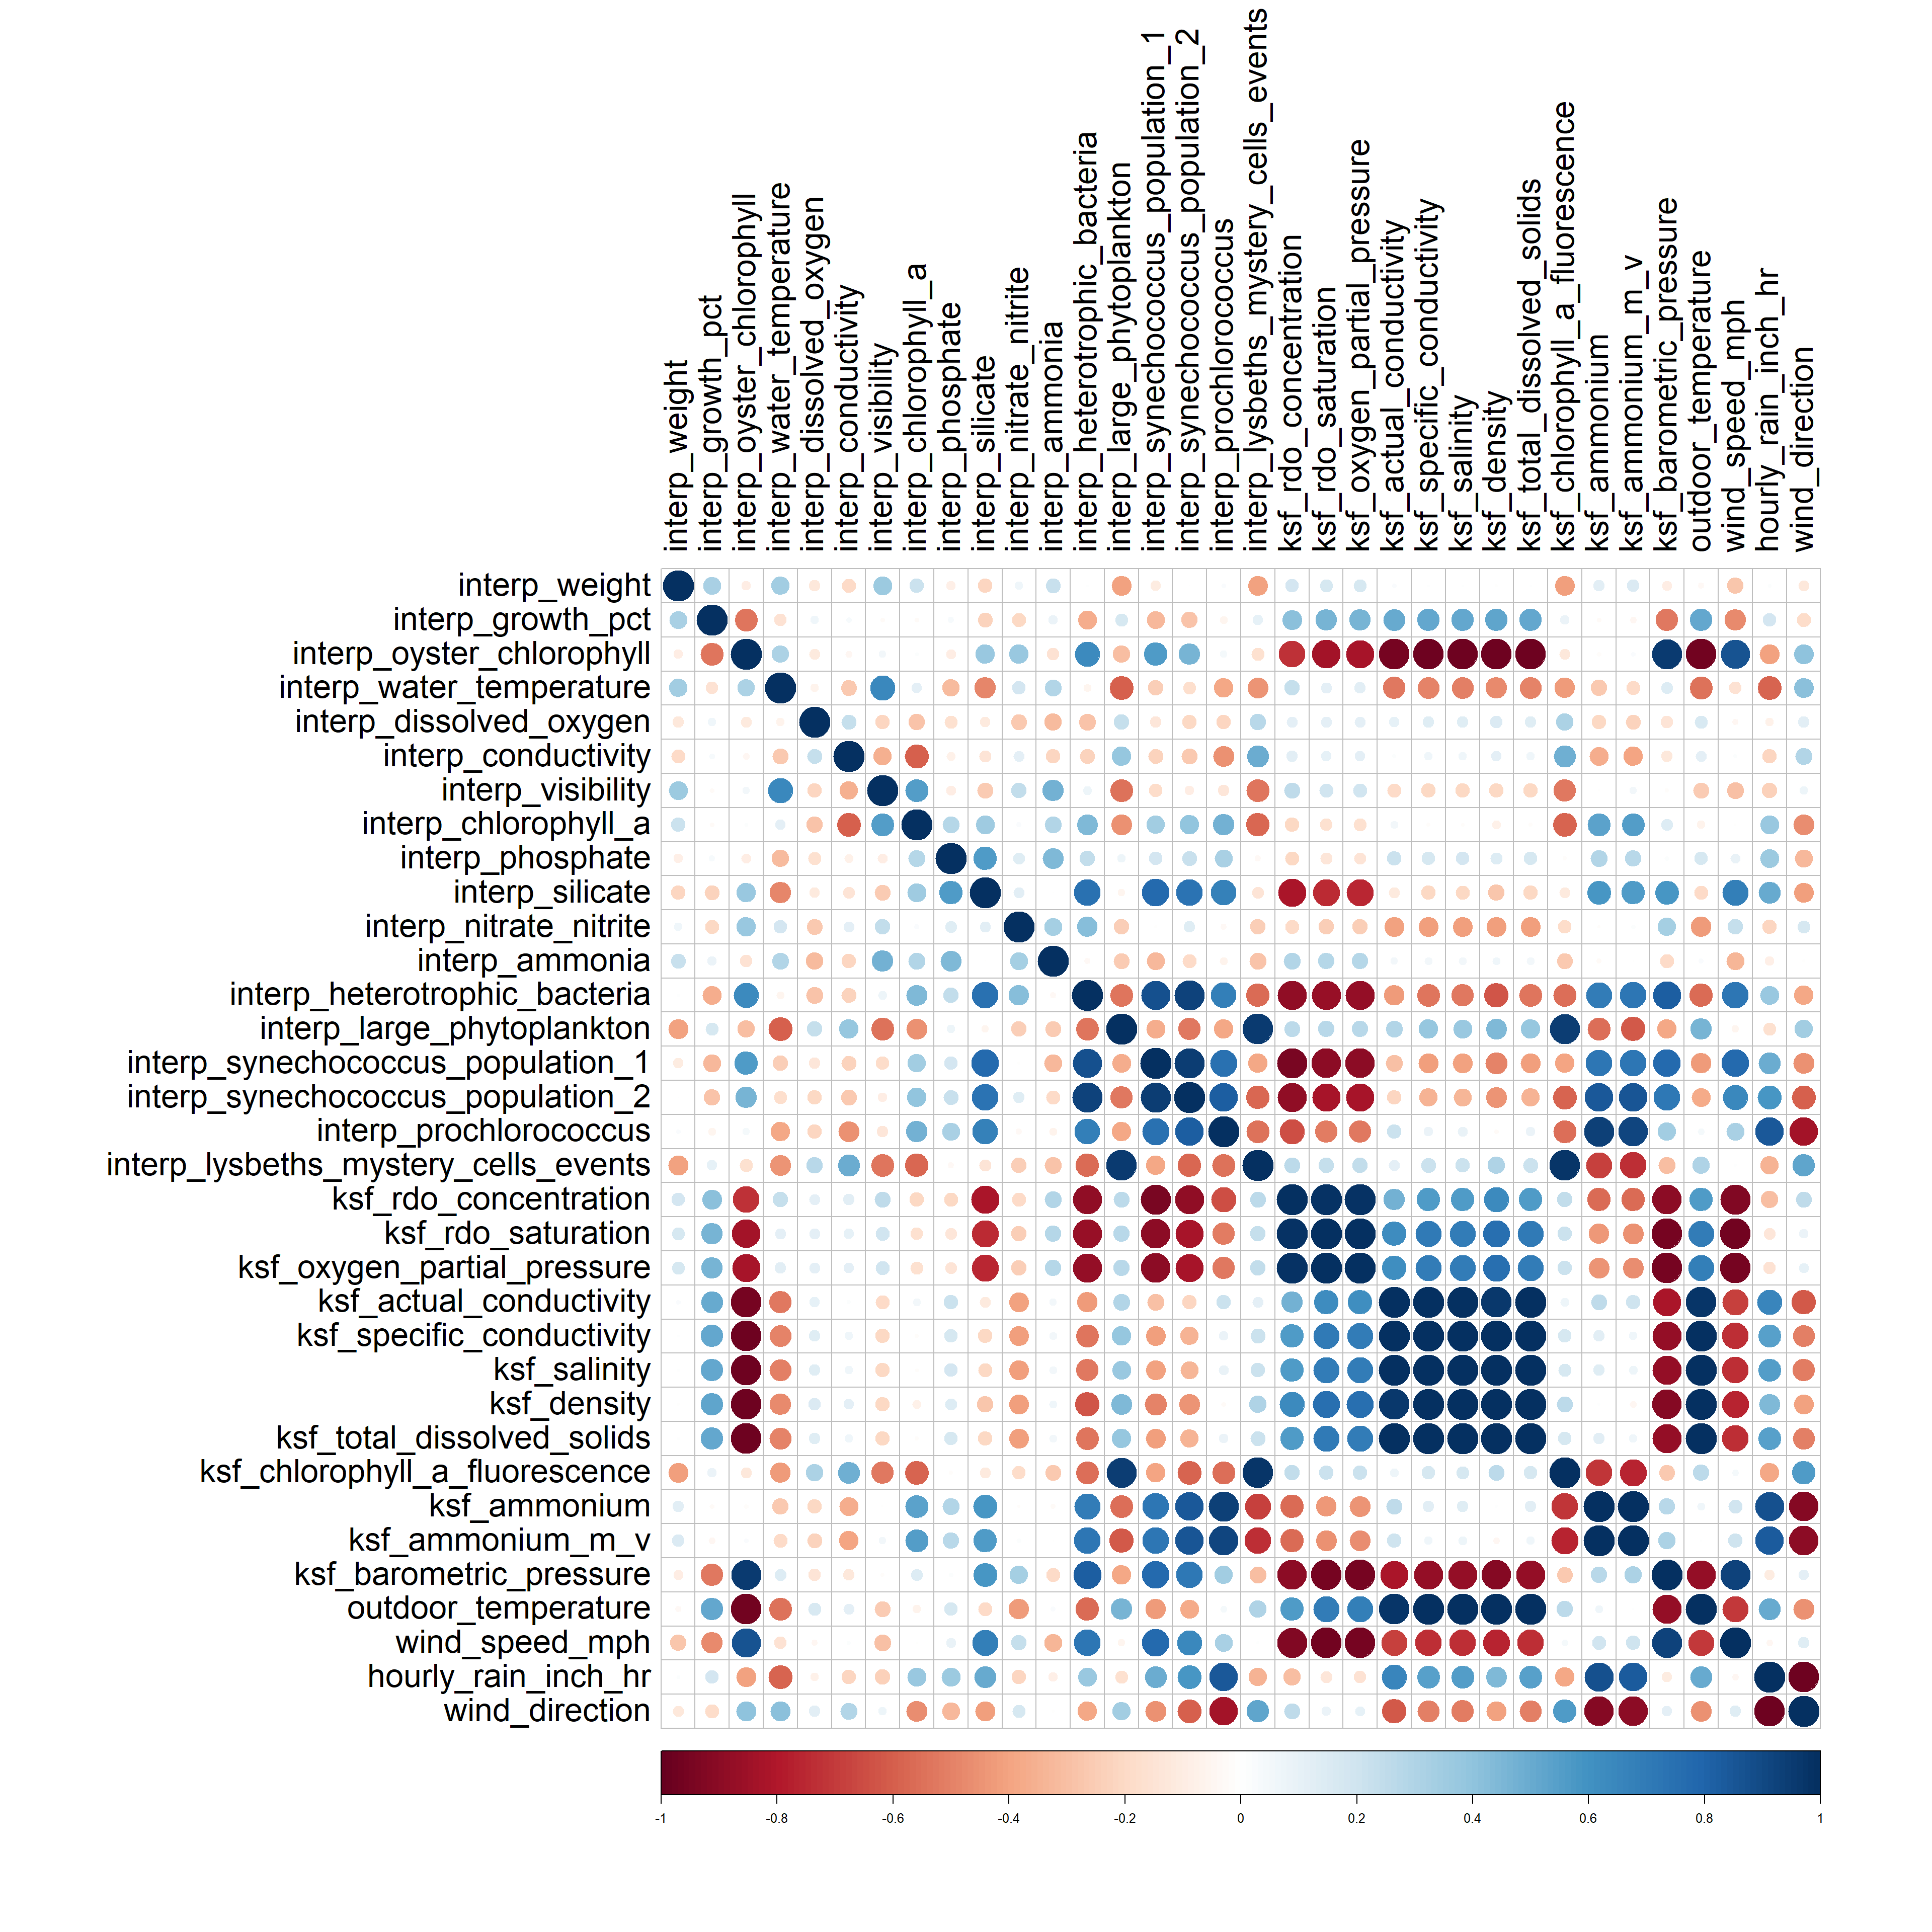 interp_weight
interp_growth_pct
interp_oyster_chlorophyll
interp_water_temperature
interp_dissolved_oxygen
interp_conductivity
interp_visibility
interp_chlorophyll_a
interp_phosphate
interp_silicate
interp_nitrate_nitrite
interp_ammonia
interp_heterotrophic_bacteria
interp_large_phytoplankton
interp_synechococcus_population_1
interp_synechococcus_population_2
interp_prochlorococcus
interp_lysbeths_mystery_cells_events
ksf_rdo_concentration
ksf_rdo_saturation
ksf_oxygen_partial_pressure
ksf_actual_conductivity
ksf_specific_conductivity
ksf_salinity
ksf_density
ksf_total_dissolved_solids
ksf_chlorophyll_a_fluorescence
ksf_ammonium
ksf_ammonium_m_v
ksf_barometric_pressure
outdoor_temperature
wind_speed_mph
hourly_rain_inch_hr
wind_direction
interp_weight
interp_growth_pct
interp_oyster_chlorophyll
interp_water_temperature
interp_dissolved_oxygen
interp_conductivity
interp_visibility
interp_chlorophyll_a
interp_phosphate
interp_silicate
interp_nitrate_nitrite
interp_ammonia
interp_heterotrophic_bacteria
interp_large_phytoplankton
interp_synechococcus_population_1
interp_synechococcus_population_2
interp_prochlorococcus
interp_lysbeths_mystery_cells_events
ksf_rdo_concentration
ksf_rdo_saturation
ksf_oxygen_partial_pressure
ksf_actual_conductivity
ksf_specific_conductivity
ksf_salinity
ksf_density
ksf_total_dissolved_solids
ksf_chlorophyll_a_fluorescence
ksf_ammonium
ksf_ammonium_m_v
ksf_barometric_pressure
outdoor_temperature
wind_speed_mph
hourly_rain_inch_hr
wind_direction
-1 -0.8 -0.6 -0.4 -0.2 0 0.2 0.4 0.6 0.8 1